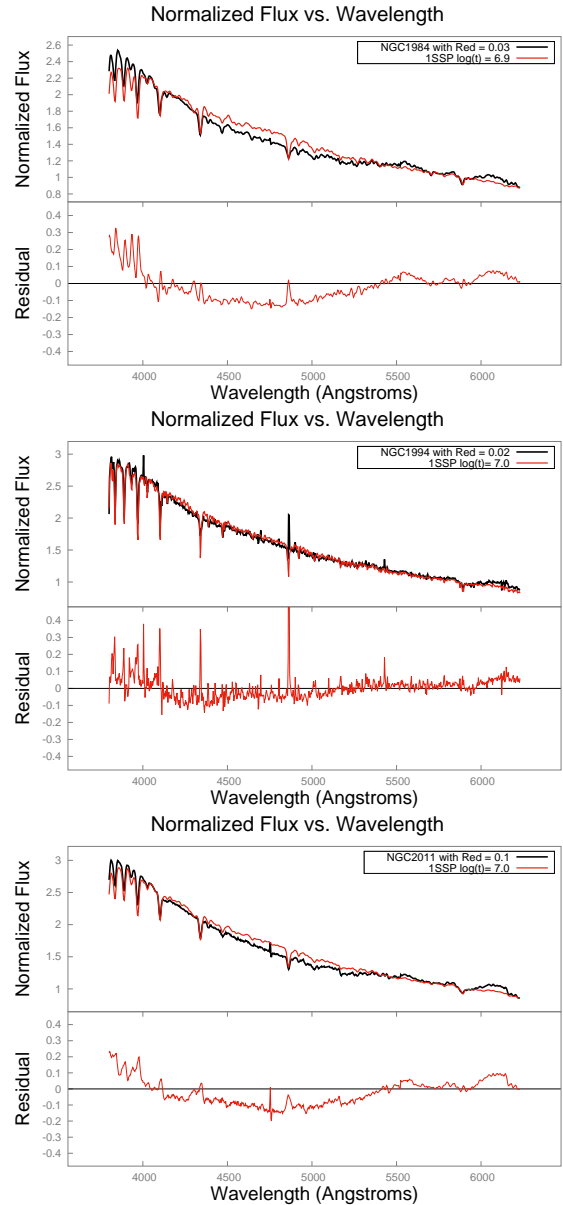 Normalized Flux vs. Wavelength
NGC1984 with Red = 0.03
1SSP log(t) = 6.9
Normalized Flux
2.6
2.4
2.2
2
1.8
1.6
1.4
1.2
1
0.8
Residual
0.4
0.3
0.2
0.1
0
-0.1
-0.2
-0.3
-0.4
4000 4500 5000 5500 6000
Wavelength (Angstroms)
Normalized Flux vs. Wavelength
NGC1994 with Red = 0.02
1SSP log(t)= 7.0
Normalized Flux
3
2.5
2
1.5
1
Residual
0.4
0.3
0.2
0.1
0
-0.1
-0.2
-0.3
-0.4
4000 4500 5000 5500 6000
Wavelength (Angstroms)
Normalized Flux vs. Wavelength
NGC2011 with Red = 0.1
1SSP log(t)= 7.0
Normalized Flux
3
2.5
2
1.5
1
Residual
0.4
0.3
0.2
0.1
0
-0.1
-0.2
-0.3
-0.4
4000 4500 5000 5500 6000
Wavelength (Angstroms)